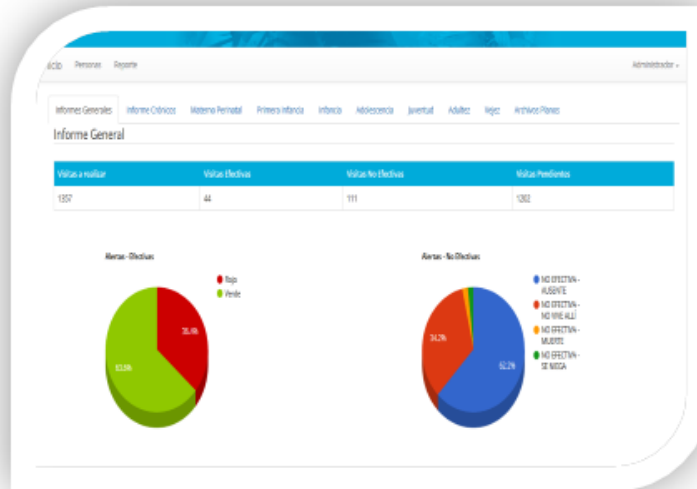 icio Personas Reporte Administrador
Informes Generales Informe Crónicos Materno Perinatal Primera Infancia Infancia Adolescencia Juventud Adultez Vejez Archivos Planos
Informe General
Visitas a realizar Visitas Efectivas Visitas No Efectivas Visitas Pendientes
1357 44 111 1202
Alertas - Efectivas
Rojo
Verde
63.6%
Alertas - No Efectivas
NO EFECTIVA -
AUSENTE
NO EFECTIVA -
NO VIVE ALLÍ
NO EFECTIVA -
MUERTE
NO EFECTIVA -
SE NIEGA
34.2%
62.2%